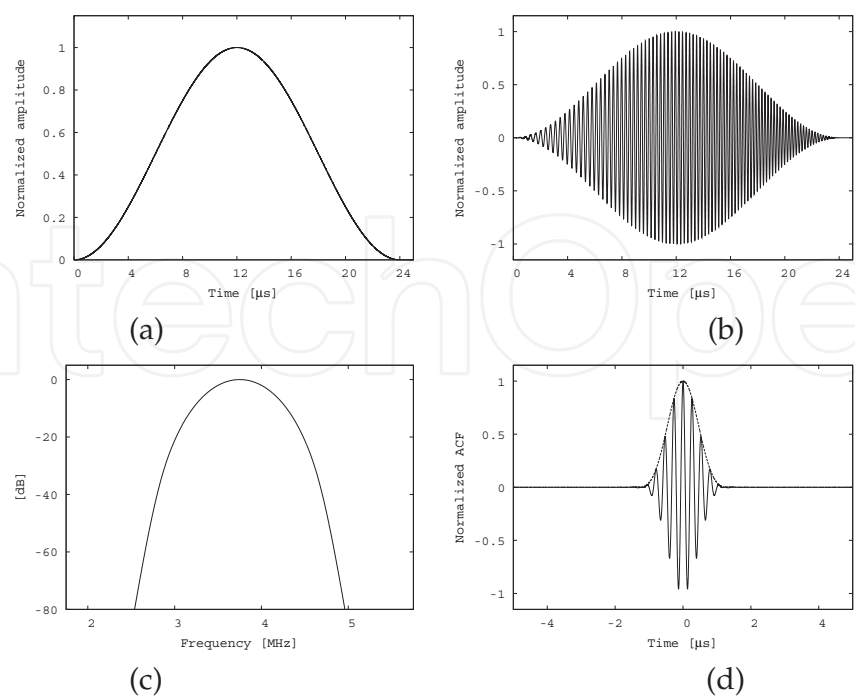 1
0.8
0.6
0.4
0.2
0
Normalized amplitude
0 4 8 12 16 20 24
Time [μs]
(a)
1
0.5
0
-0.5
-1
Normalized amplitude
0 4 8 12 16 20 24
Time [μs]
(b)
0
-20
-40
-60
-80
[dB]
2 3 4 5
Frequency [MHz]
(c)
1
0.5
0
-0.5
-1
Normalized ACF
-4 -2 0 2 4
Time [μs]
(d)
ntechOpe